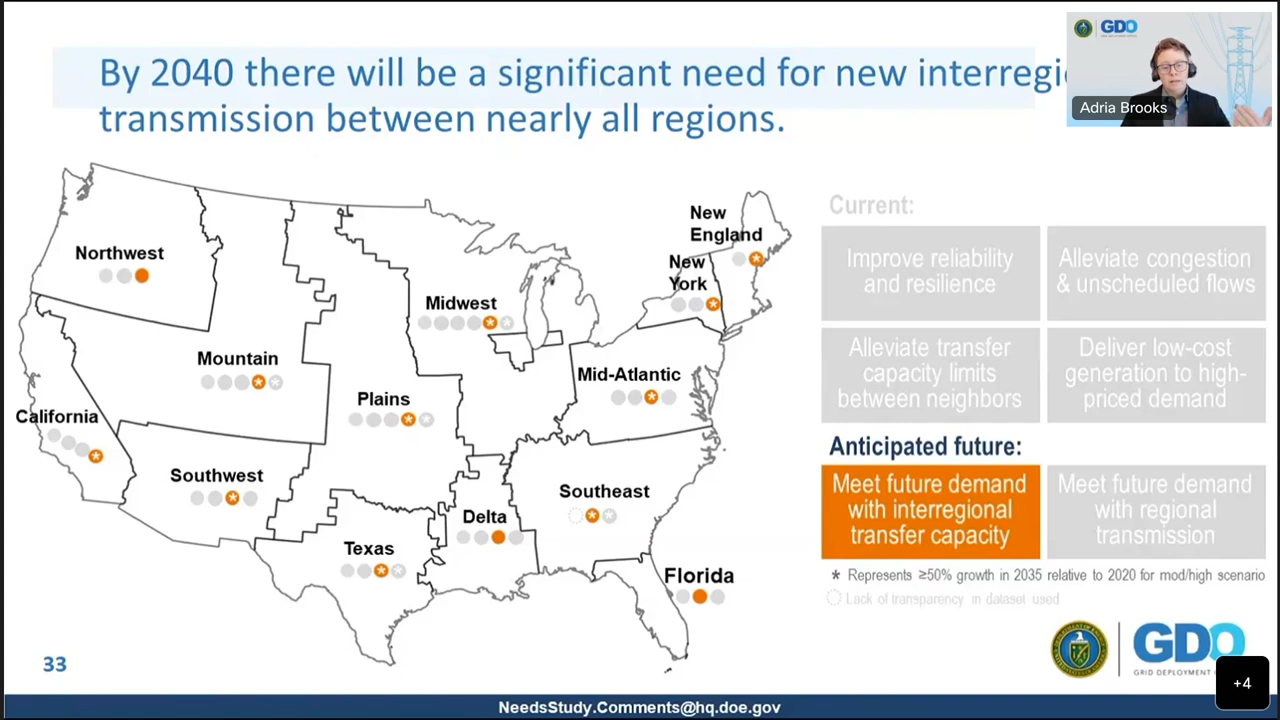 By 2040 there will be a significant need for new
transmission between nearly all regions.
GDO
Adria Brooks
Northwest
Mountain
California
Southwest
Plains
Texas
Midwest
Delta
New
England
New
York
Mid-Atlantic
Southeast
Florida
Current:
Improve reliability
and resilience
Alleviate congestion
& unscheduled flows
Alleviate transfer
capacity limits
between neighbors
Deliver low-cost
generation to high-
priced demand
Anticipated future:
Meet future demand
with interregional
transfer capacity
Meet future demand
with regional
transmission
* Represents ≥50% growth in 2035 relative to 2020 for mod/high scenario
Lack of transparency in dataset used
GDO
GRID DEPLOYMENT
+4
33
NeedsStudy.Comments@hq.doe.gov